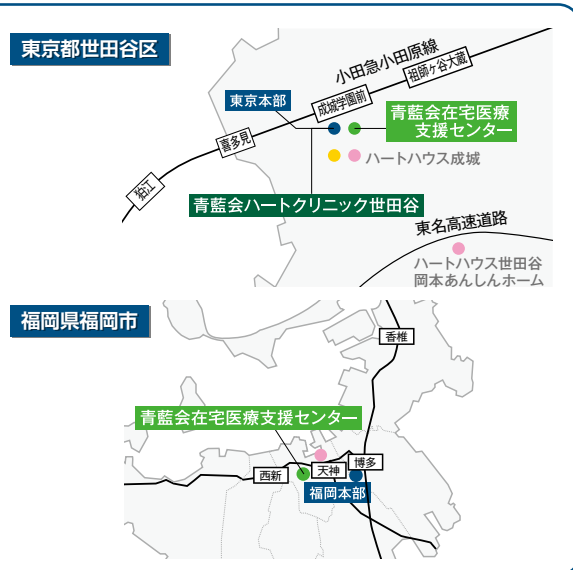 東京都世田谷区
小田急小田原線
祖師ヶ谷大蔵
成城学園前
東京本部
青藍会在宅医療
支援センター
喜多見
ハートハウス成城
狛江
青藍会ハートクリニック世田谷
東名高速道路
ハートハウス世田谷
岡本あんしんホーム
福岡県福岡市
香椎
青藍会在宅医療支援センター
博多
天神
西新
福岡本部